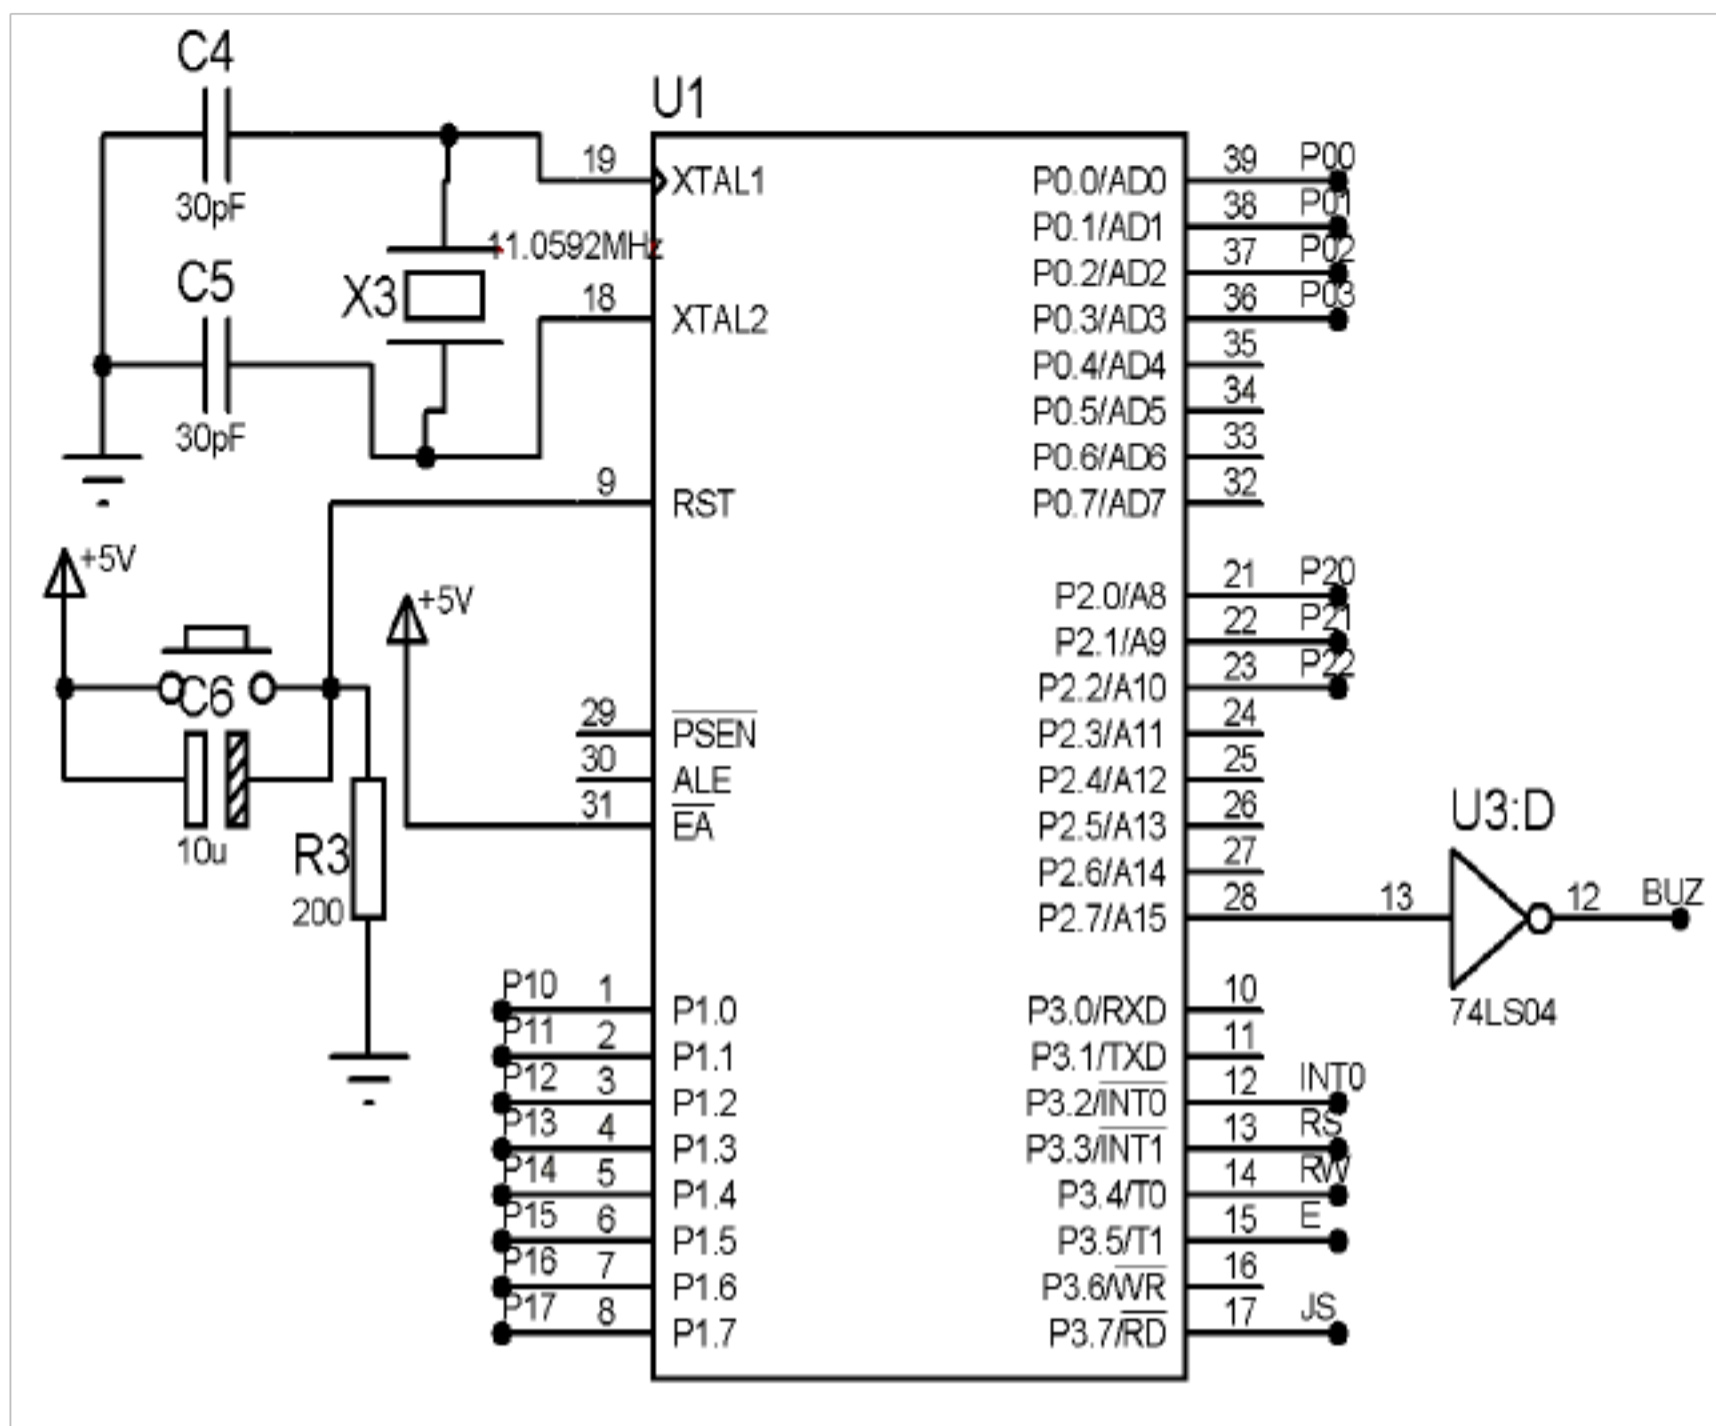 C4
30pF
C5
30pF
X3
11.0592MHz
+5V
C6
10u
R3
200
+5V
U1
19 XTAL1
18 XTAL2
9 RST
29 PSEN
30 ALE
31 EA
P10 1 P1.0
P11 2 P1.1
P12 3 P1.2
P13 4 P1.3
P14 5 P1.4
P15 6 P1.5
P16 7 P1.6
P17 8 P1.7
P0.0/AD0 39 P00
P0.1/AD1 38 P01
P0.2/AD2 37 P02
P0.3/AD3 36 P03
P0.4/AD4 35
P0.5/AD5 34
P0.6/AD6 33
P0.7/AD7 32
P2.0/A8 21 P20
P2.1/A9 22 P21
P2.2/A10 23 P22
P2.3/A11 24
P2.4/A12 25
P2.5/A13 26
P2.6/A14 27
P2.7/A15 28
P3.0/RXD 10
P3.1/TXD 11
P3.2/INT0 12 INT0
P3.3/INT1 13 RS
P3.4/T0 14 RW
P3.5/T1 15 E
P3.6/WR 16
P3.7/RD 17 JS
U3:D
13 12 BUZ
74LS04